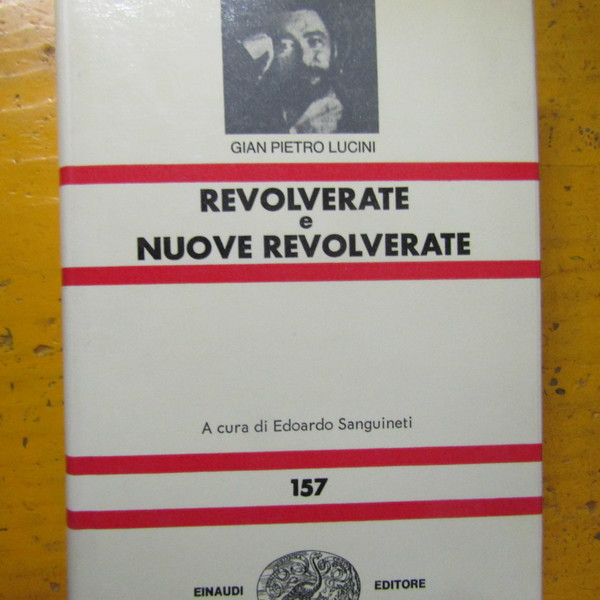 GIAN PIETRO LUCINI
REVOLVERATE
e
NUOVE REVOLVERATE
A cura di Edoardo Sanguineti
157
EINAUDI EDITORE